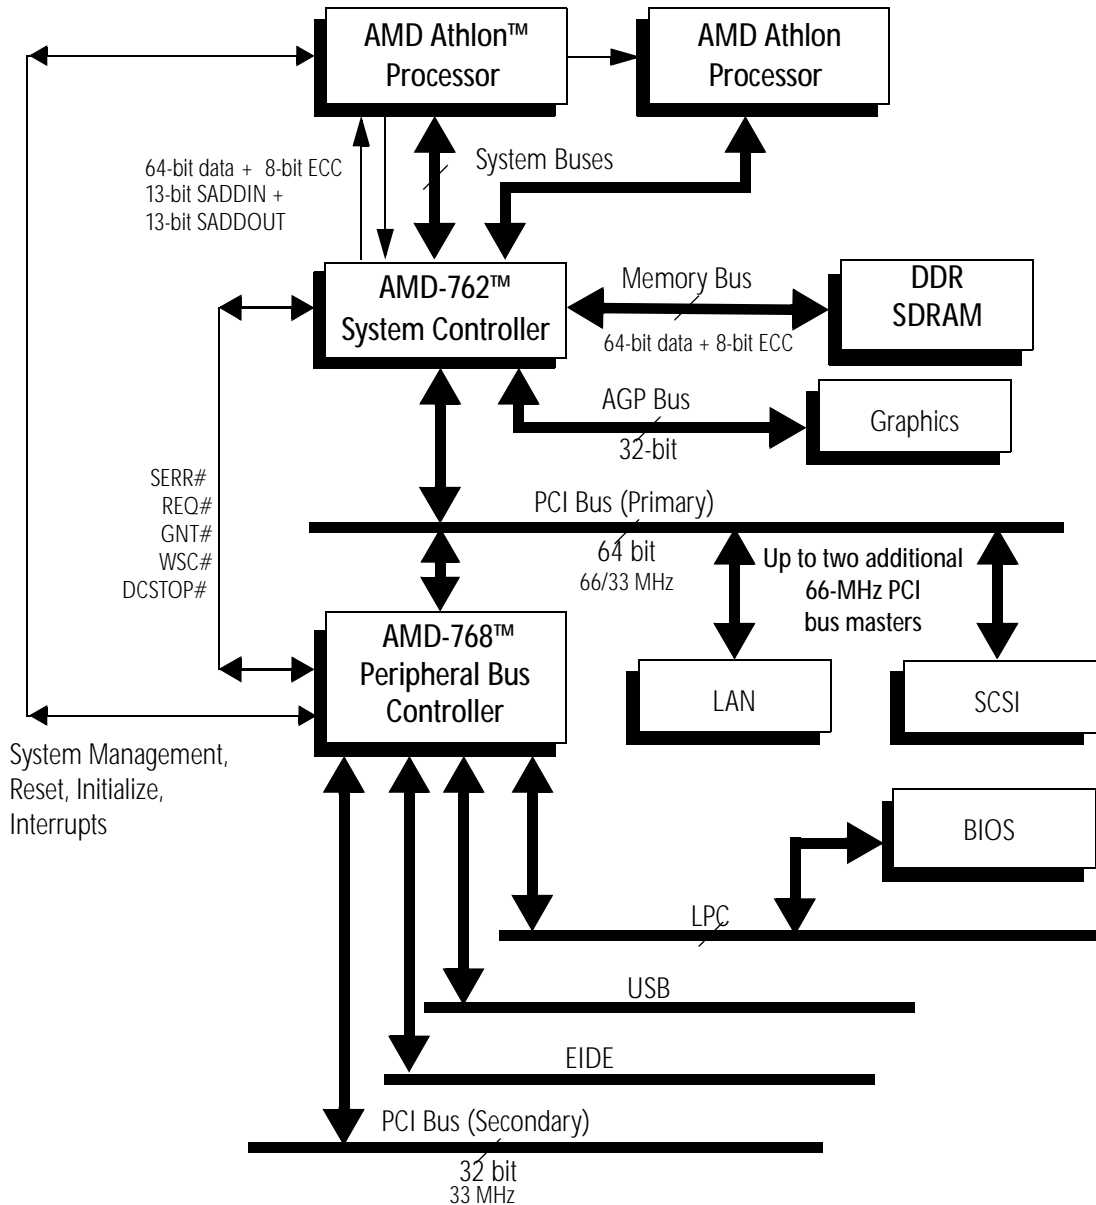 AMD Athlon™
Processor
AMD Athlon
Processor
64-bit data + 8-bit ECC
13-bit SADDIN +
13-bit SADDOUT
System Buses
AMD-762™
System Controller
Memory Bus
64-bit data + 8-bit ECC
DDR
SDRAM
AGP Bus
32-bit
Graphics
SERR#
REQ#
GNT#
WSC#
DCSTOP#
PCI Bus (Primary)
64 bit
66/33 MHz
Up to two additional
66-MHz PCI
bus masters
AMD-768™
Peripheral Bus
Controller
LAN
SCSI
System Management,
Reset, Initialize,
Interrupts
BIOS
LPC
USB
EIDE
PCI Bus (Secondary)
32 bit
33 MHz